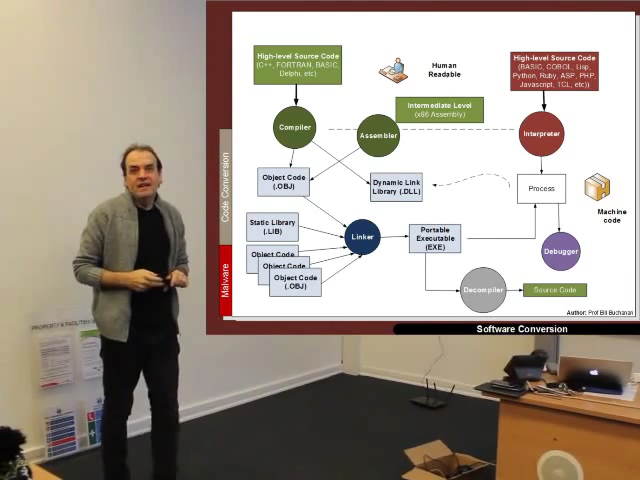 High-level Source Code
(C++, FORTRAN, BASIC,
Delphi, etc)
Human
Readable
High-level Source Code
(BASIC, COBOL, Lisp,
Python, Ruby, ASP, PHP,
Javascript, TCL, etc))
Intermediate Level
(x86 Assembly)
Compiler
Assembler
Interpreter
Code Conversion
Object Code
(.OBJ)
Dynamic Link
Library (.DLL)
Process
Machine
code
Static Library
(.LIB)
Linker
Portable
Executable
(EXE)
Debugger
Object Code
Object Code
Object Code
(.OBJ)
Malware
Decompiler
Source Code
Author: Prof Bill Buchanan
Software Conversion
PROPERTY & FACILITIES